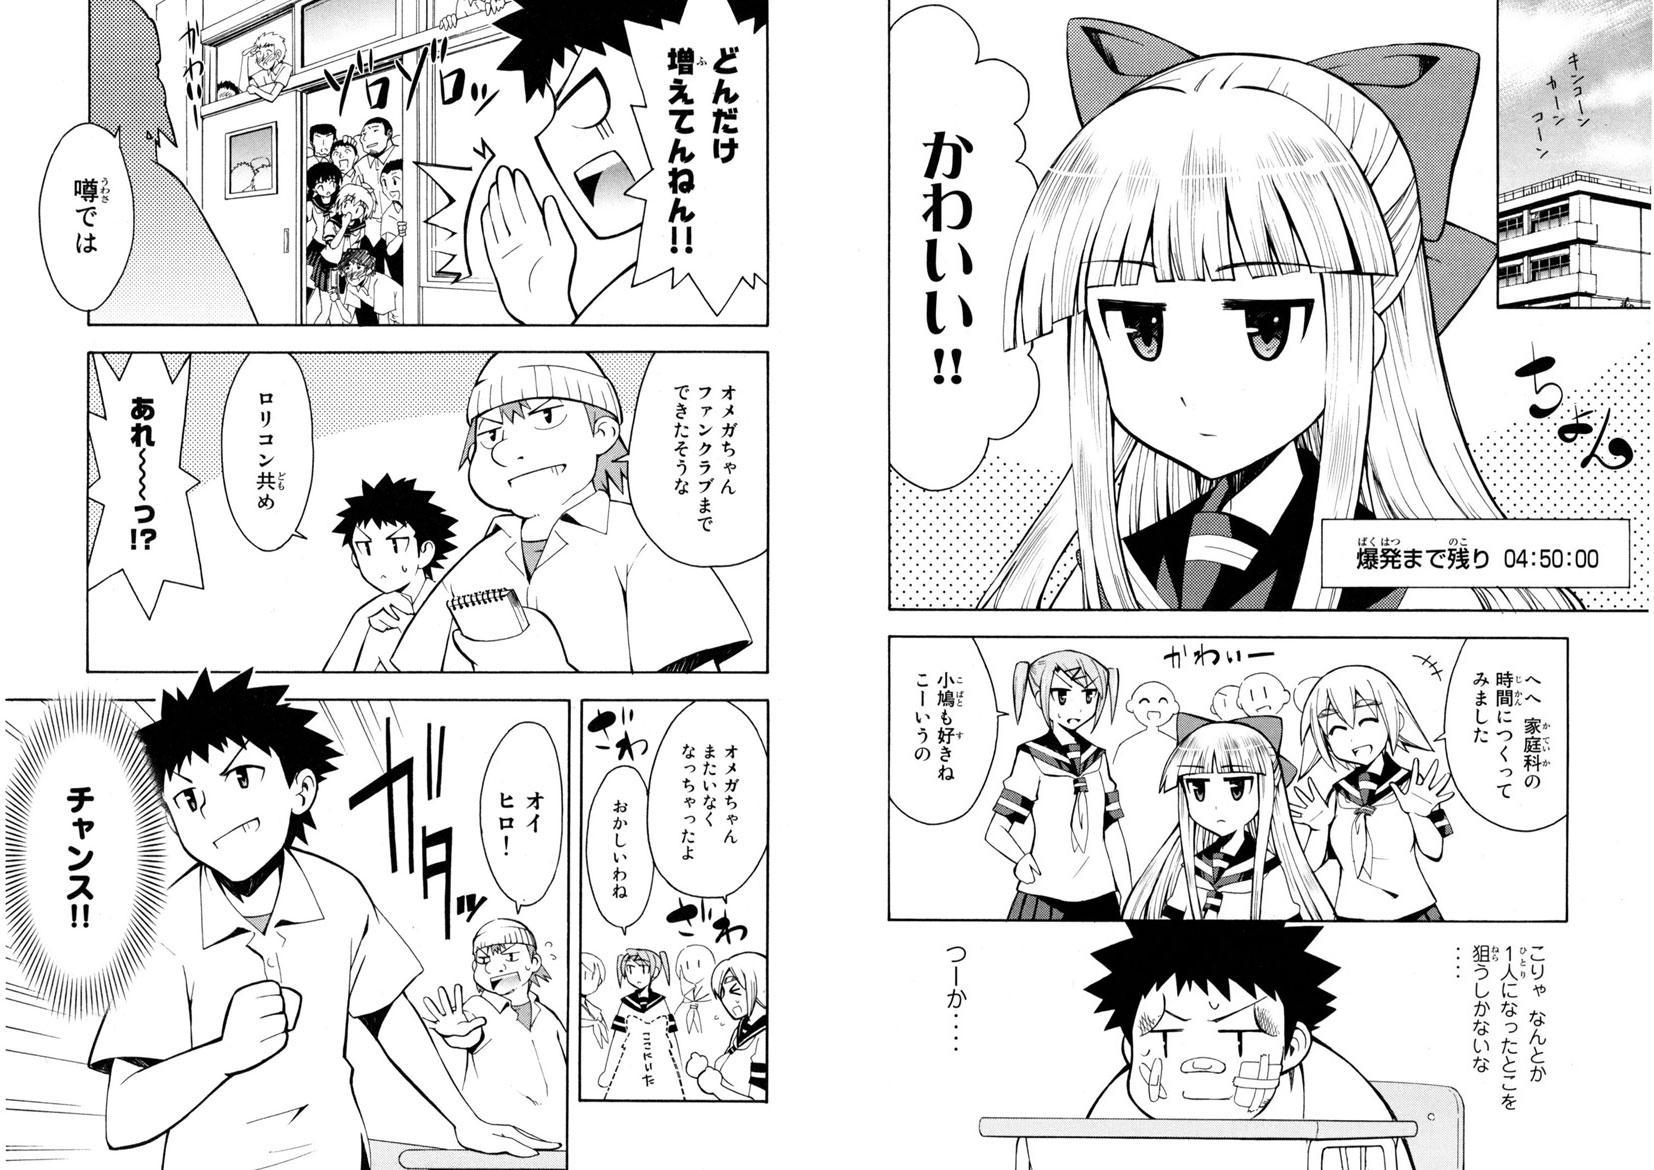 キンコーン
カーン
コーン
ちょん
かわいい!!
爆発まで残り 04:50:00
へへ 家庭科の
時間につくって
みました
かわいー
小鳩も好きね
こーいうの
こりゃ なんとか
1人になったとこを
狙うしかないな
‥‥
つーか‥‥
どんだけ
増えてんねん!!
ゾロゾロッ
かわいい
噂では
オメガちゃん
ファンクラブまで
できたそうな
ロリコン共め
あれ～～～っ!?
オメガちゃん
またいなく
なっちゃったよ
ざわ
おかしいわね
ざわ
ここにいた
オイ
ヒロ!
ガタッ
チャンス!!